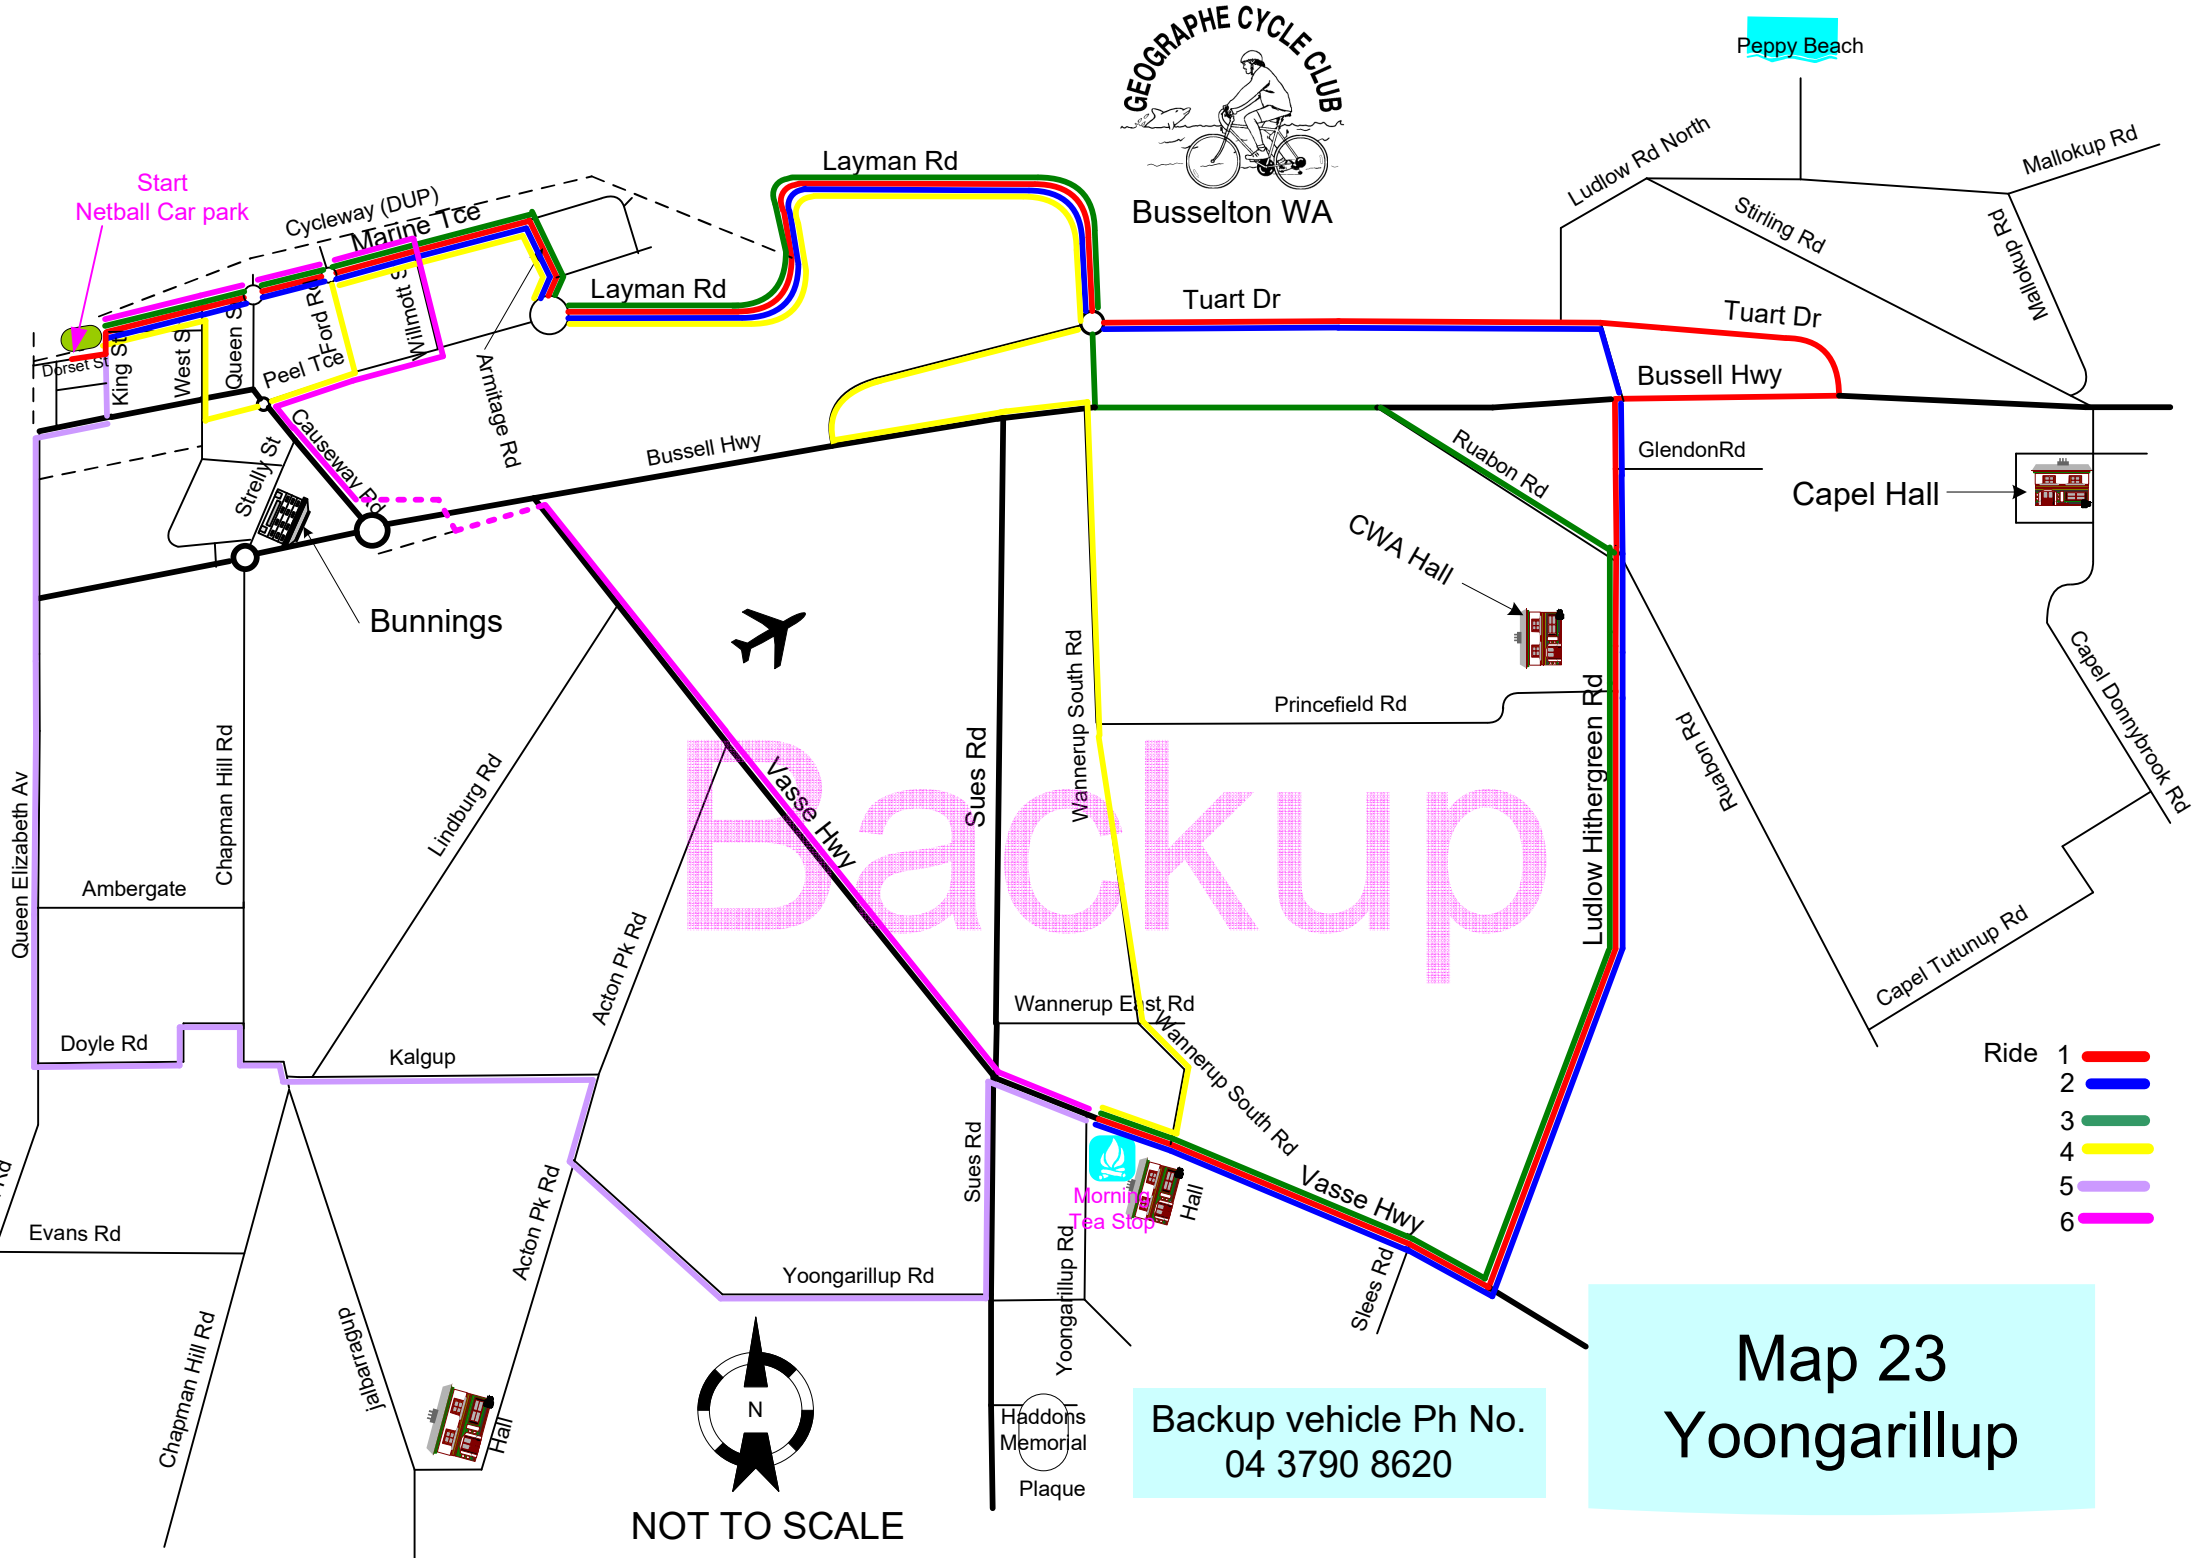 GEOGRAPHE CYCLE CLUB
Busselton WA
Peppy Beach
Start
Netball Car park
Cycleway (DUP)
Marine Tce
Layman Rd
Layman Rd
Ludlow Rd North
Mallokup Rd
Stirling Rd
Mallokup Rd
Tuart Dr
Tuart Dr
Bussell Hwy
Dorset St
King St
West S
Queen S
Ford R
Willmott S
Peel Tce
Armitage Rd
Causeway Rd
Strelly St
Bussell Hwy
Bunnings
Ruabon Rd
GlendonRd
Capel Hall
CWA Hall
Princefield Rd
Ludlow Hithergreen Rd
Ruabon Rd
Capel Donnybrook Rd
Capel Tutunup Rd
Queen Elizabeth Av
Chapman Hill Rd
Lindburg Rd
Vasse Hwy
Sues Rd
Wannerup South Rd
Backup
Ambergate
Acton Pk Rd
Wannerup East Rd
Wannerup South Rd
Doyle Rd
Kalgup
Sues Rd
Morning
Tea Stop
Hall
Vasse Hwy
Slees Rd
Rd
Evans Rd
Chapman Hill Rd
jalbarragup
Acton Pk Rd
Hall
Yoongarillup Rd
Yoongarillup Rd
Haddons
Memorial
Plaque
N
NOT TO SCALE
Ride 1
2
3
4
5
6
Backup vehicle Ph No.
04 3790 8620
Map 23
Yoongarillup